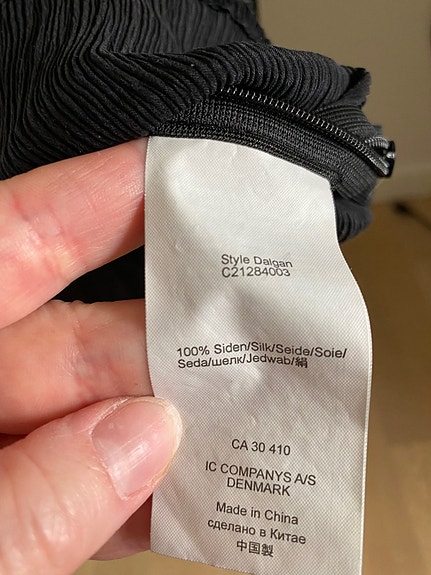 Style Dalgan
C21284003
100% Siden/Silk/Seide/Soie/
Seda/шелк/Jedwab/絹
CA 30 410
IC COMPANYS A/S
DENMARK
Made in China
сделано в Китае
中国製